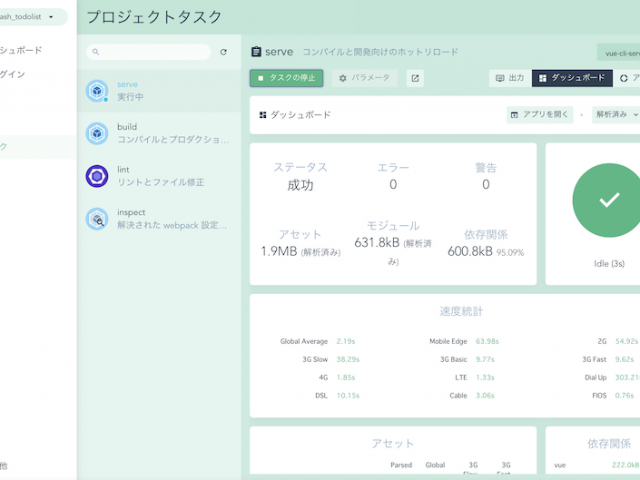 ash_todolist
プロジェクトタスク
ッシュボード
グイン
ク
他
serve
実行中
build
コンパイルとプロダクショ...
lint
リントとファイル修正
inspect
解決された webpack 設定...
serve コンパイルと開発向けのホットリロード
vue-cli-serv
タスクの停止 パラメータ 出力 ダッシュボード ア
ダッシュボード アプリを開く 解析済み
ステータス エラー 警告
成功 0 0
アセット モジュール 依存関係
1.9MB (解析済み) 631.8kB (解析済み) 600.8kB 95.09%
Idle (3s)
速度統計
Global Average 2.19s Mobile Edge 63.98s 2G 54.92s
3G Slow 38.29s 3G Basic 9.77s 3G Fast 9.62s
4G 1.85s LTE 1.33s Dial Up 303.21
DSL 10.15s Cable 3.06s FIOS 0.76s
アセット 依存関係
Parsed Global 3G 3G vue 222.0kB
Slow Fast